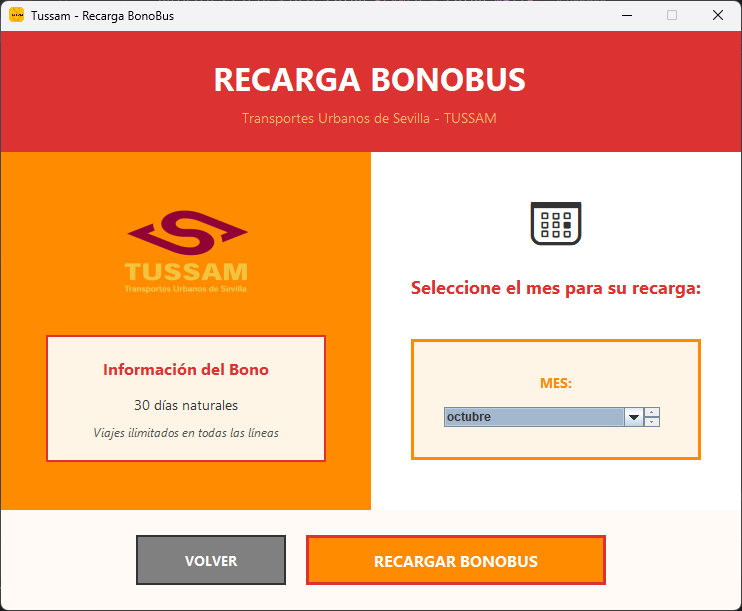 Tussam - Recarga BonoBus
RECARGA BONOBUS
Transportes Urbanos de Sevilla - TUSSAM
TUSSAM
Transportes Urbanos de Sevilla
Información del Bono
30 días naturales
Viajes ilimitados en todas las líneas
Seleccione el mes para su recarga:
MES:
octubre
VOLVER
RECARGAR BONOBUS